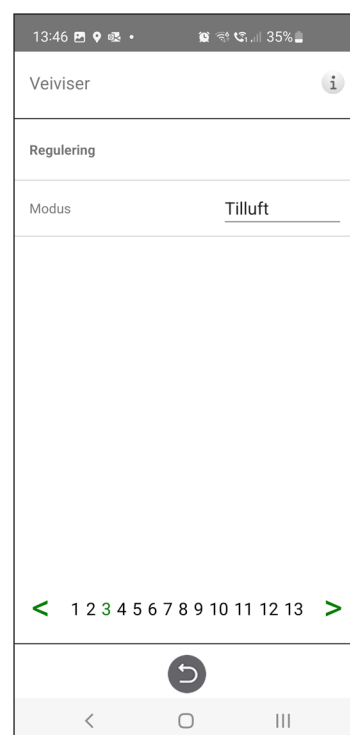 13:46 35%
Veiviser i
Regulering
Modus Tilluft
< 1 2 3 4 5 6 7 8 9 10 11 12 13 >